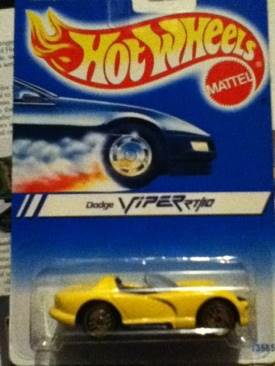 HOT WHEELS
MATTEL
Dodge VIPER RT/10